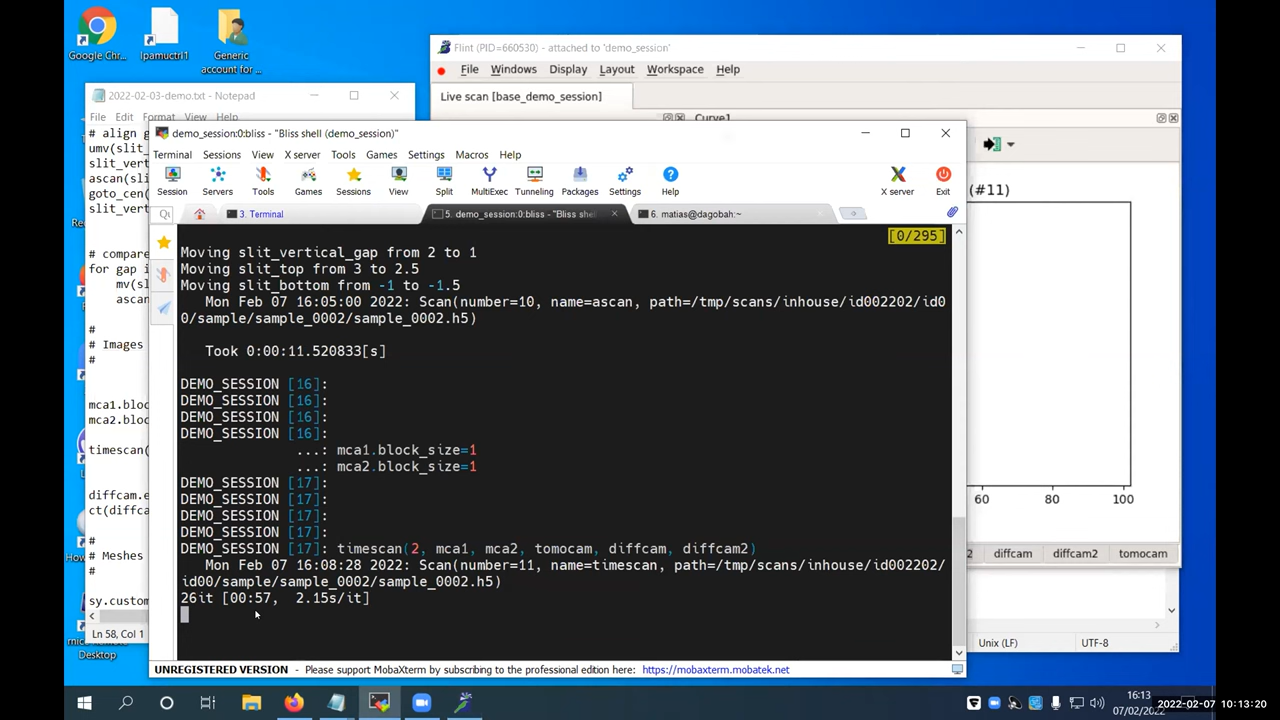 Google Chr...
lpamuctrl1
Generic
account for ...
Flint (PID=660530) - attached to 'demo_session'
File Windows Display Layout Workspace Help
Live scan [base_demo_session]
Curve1
(#11)
60 80 100
diffcam diffcam2 tomocam
Unix (LF) UTF-8
2022-02-03-demo.txt - Notepad
File Edit Format View Help
# align
umv(slit_
slit_vert
ascan(sli
goto_cen(
slit_vert
# compare
for gap i
mv(sl
ascan
#
# Images
#
mca1.bloc
mca2.bloc
timescan(
diffcam.e
ct(diffca
#
# Meshes
#
sy.custom
Ln 58, Col 1
Desktop
demo_session:0:bliss - "Bliss shell (demo_session)"
Terminal Sessions View X server Tools Games Settings Macros Help
Session Servers Tools Games Sessions View Split MultiExec Tunneling Packages Settings Help X server Exit
3. Terminal
5. demo_session:0:bliss - "Bliss shel
6. matias@dagobah:~
[0/295]
Moving slit_vertical_gap from 2 to 1
Moving slit_top from 3 to 2.5
Moving slit_bottom from -1 to -1.5
Mon Feb 07 16:05:00 2022: Scan(number=10, name=ascan, path=/tmp/scans/inhouse/id002202/id0
0/sample/sample_0002/sample_0002.h5)
Took 0:00:11.520833[s]
DEMO_SESSION [16]:
DEMO_SESSION [16]:
DEMO_SESSION [16]:
DEMO_SESSION [16]:
...: mca1.block_size=1
...: mca2.block_size=1
DEMO_SESSION [17]:
DEMO_SESSION [17]:
DEMO_SESSION [17]:
DEMO_SESSION [17]:
DEMO_SESSION [17]: timescan(2, mca1, mca2, tomocam, diffcam, diffcam2)
Mon Feb 07 16:08:28 2022: Scan(number=11, name=timescan, path=/tmp/scans/inhouse/id002202/
id00/sample/sample_0002/sample_0002.h5)
26it [00:57, 2.15s/it]
UNREGISTERED VERSION - Please support MobaXterm by subscribing to the professional edition here: https://mobaxterm.mobatek.net
16:13
07/02/2022
2022-02-07 10:13:20